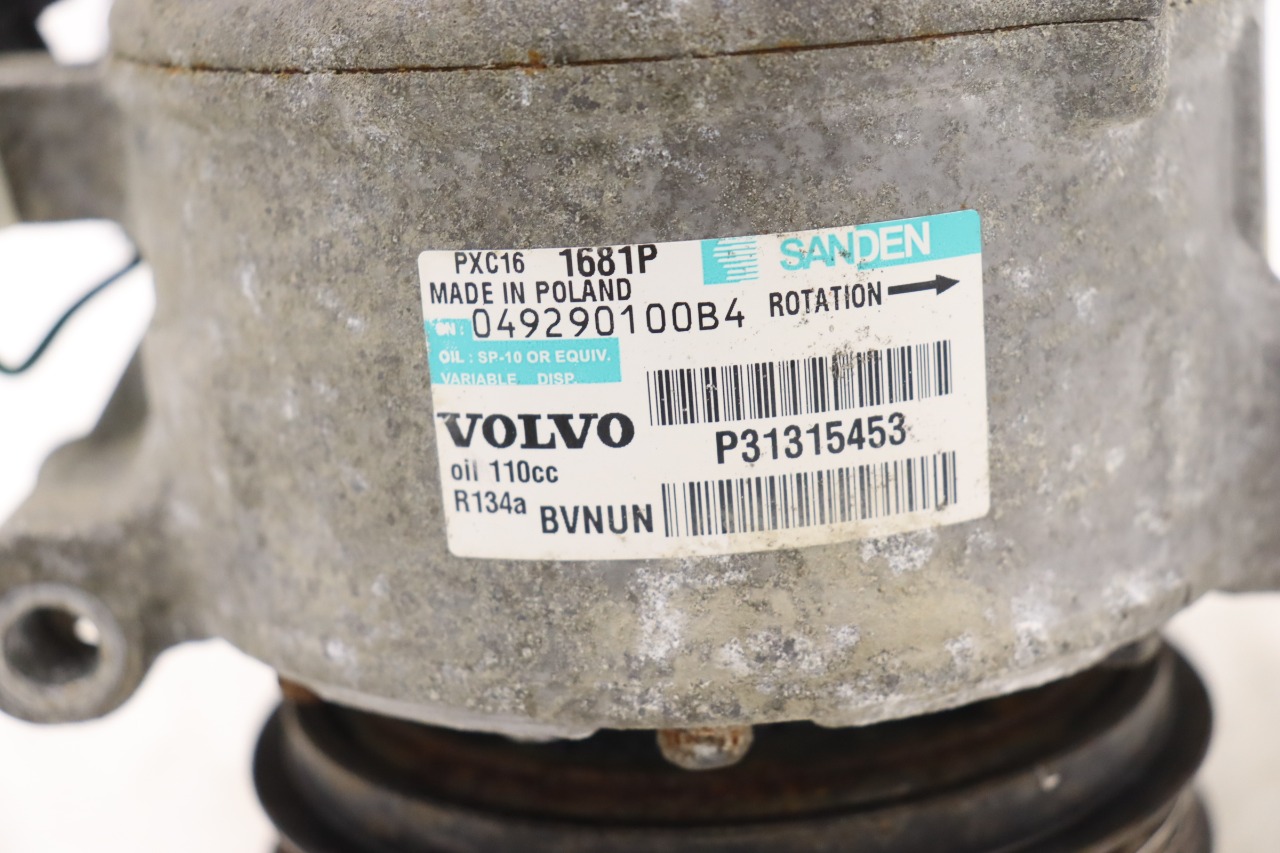 PXC16 1681P SANDEN
MADE IN POLAND
SN: 049290100B4 ROTATION
OIL : SP-10 OR EQUIV.
VARIABLE DISP.
VOLVO
P31315453
oil 110cc
R134a
BVNUN